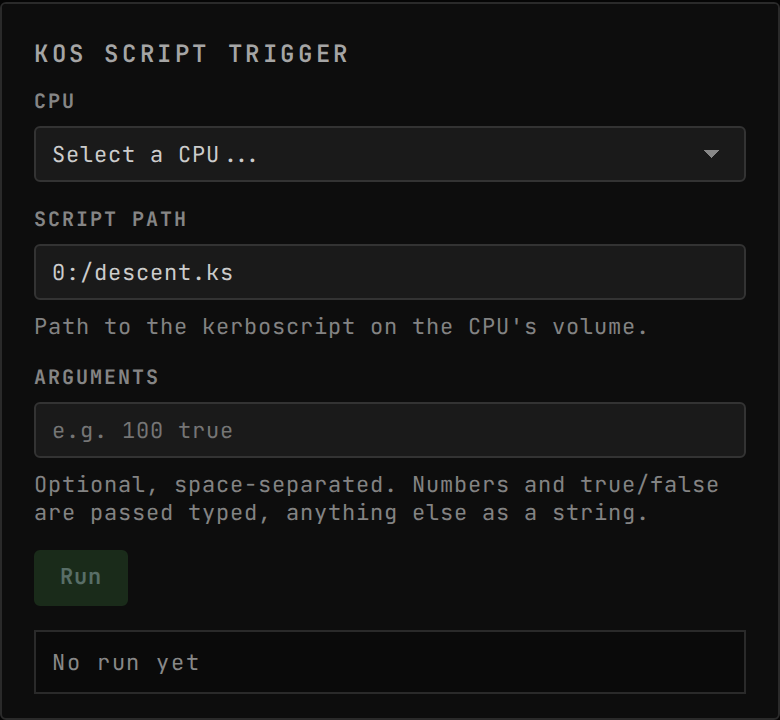 KOS SCRIPT TRIGGER
CPU
Select a CPU...
SCRIPT PATH
0:/descent.ks
Path to the kerboscript on the CPU's volume.
ARGUMENTS
e.g. 100 true
Optional, space-separated. Numbers and true/false
are passed typed, anything else as a string.
Run
No run yet